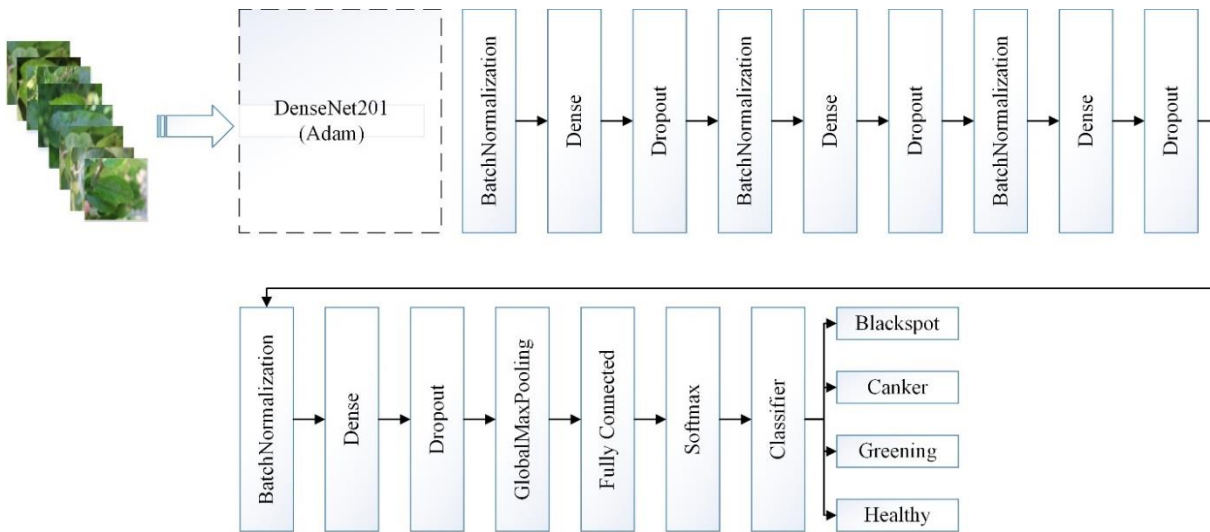 DenseNet201
(Adam)
BatchNormalization
Dense
Dropout
BatchNormalization
Dense
Dropout
BatchNormalization
Dense
Dropout
BatchNormalization
Dense
Dropout
GlobalMaxPooling
Fully Connected
Softmax
Classifier
Blackspot
Canker
Greening
Healthy